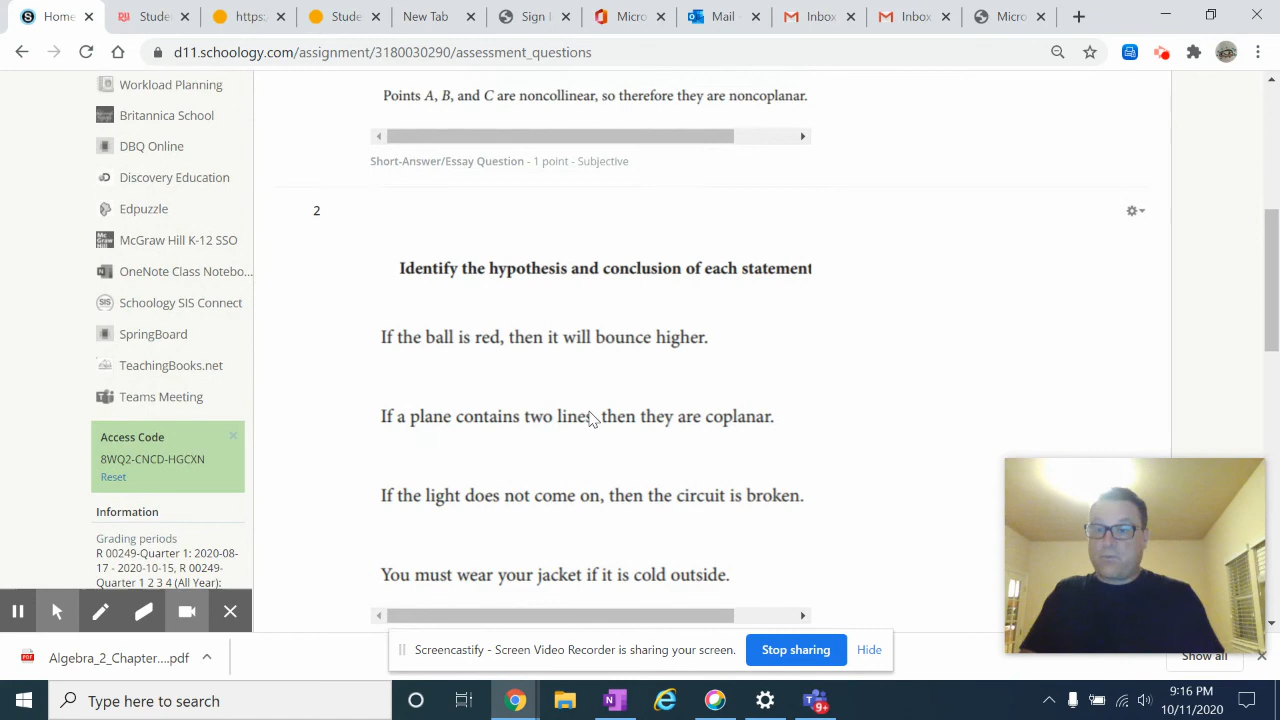 Home
Studer
https:
Stude
New Tab
Sign I
Micro
Mail -
Inbox
Inbox
Micro
d11.schoology.com/assignment/3180030290/assessment_questions
Workload Planning
Britannica School
DBQ Online
Discovery Education
Edpuzzle
McGraw Hill K-12 SSO
OneNote Class Notebo...
SIS Schoology SIS Connect
SpringBoard
TeachingBooks.net
Teams Meeting
Access Code
8WQ2-CNCD-HGCXN
Reset
Information
Grading periods
R 00249-Quarter 1: 2020-08-
17 - 2020-10-15, R 00249-
Quarter 1 2 3 4 (All Year):
Points A, B, and C are noncollinear, so therefore they are noncoplanar.
Short-Answer/Essay Question - 1 point - Subjective
2
Identify the hypothesis and conclusion of each statement
If the ball is red, then it will bounce higher.
If a plane contains two lines, then they are coplanar.
If the light does not come on, then the circuit is broken.
You must wear your jacket if it is cold outside.
Screencastify - Screen Video Recorder is sharing your screen.
Stop sharing
Hide
PDF
Algebra_2_Chapter....pdf
Show all
Type here to search
9+
9:16 PM
10/11/2020